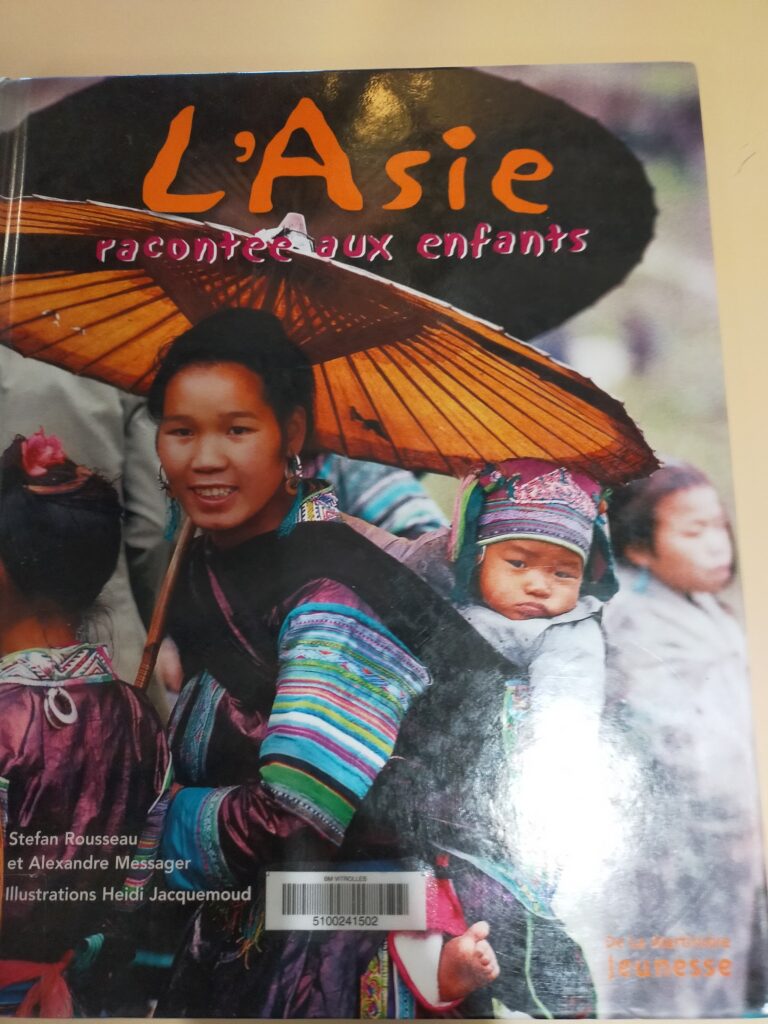 L'Asie
racontée aux enfants
Stefan Rousseau
et Alexandre Messager
Illustrations Heidi Jacquemoud
BM VITROLLES
5100241502
De La Martinière
Jeunesse